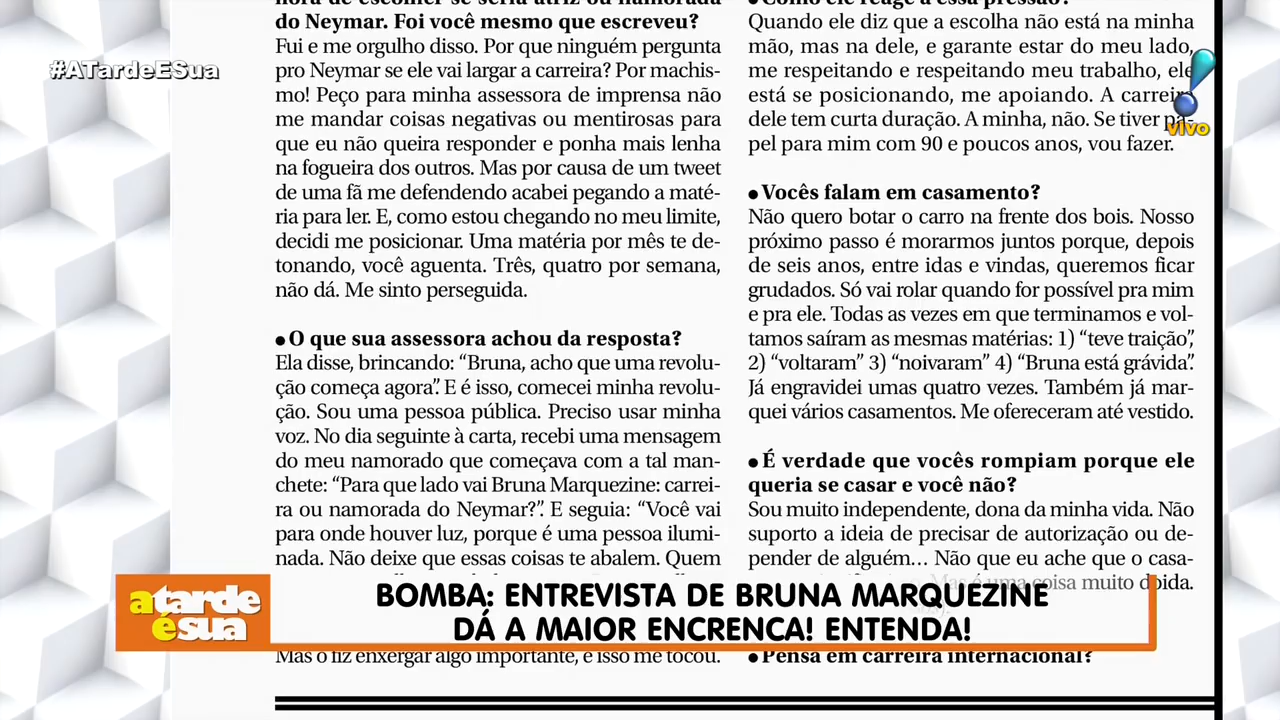 #ATardeESua
vivo
do Neymar. Foi você mesmo que escreveu?
Fui e me orgulho disso. Por que ninguém pergunta
pro Neymar se ele vai largar a carreira? Por machis-
mo! Peço para minha assessora de imprensa não
me mandar coisas negativas ou mentirosas para
que eu não queira responder e ponha mais lenha
na fogueira dos outros. Mas por causa de um tweet
de uma fã me defendendo acabei pegando a maté-
ria para ler. E, como estou chegando no meu limite,
decidi me posicionar. Uma matéria por mês te de-
tonando, você aguenta. Três, quatro por semana,
não dá. Me sinto perseguida.
●O que sua assessora achou da resposta?
Ela disse, brincando: “Bruna, acho que uma revolu-
ção começa agora”. E é isso, comecei minha revolu-
ção. Sou uma pessoa pública. Preciso usar minha
voz. No dia seguinte à carta, recebi uma mensagem
do meu namorado que começava com a tal man-
chete: “Para que lado vai Bruna Marquezine: carrei-
ra ou namorada do Neymar?”. E seguia: “Você vai
para onde houver luz, porque é uma pessoa ilumi-
nada. Não deixe que essas coisas te abalem. Quem
Mas o fiz enxergar algo importante, e isso me tocou.
●Como ele reage a essa pressão?
Quando ele diz que a escolha não está na minha
mão, mas na dele, e garante estar do meu lado,
me respeitando e respeitando meu trabalho, ele
está se posicionando, me apoiando. A carreira
dele tem curta duração. A minha, não. Se tiver pa-
pel para mim com 90 e poucos anos, vou fazer.
●Vocês falam em casamento?
Não quero botar o carro na frente dos bois. Nosso
próximo passo é morarmos juntos porque, depois
de seis anos, entre idas e vindas, queremos ficar
grudados. Só vai rolar quando for possível pra mim
e pra ele. Todas as vezes em que terminamos e vol-
tamos saíram as mesmas matérias: 1) “teve traição”,
2) “voltaram” 3) “noivaram” 4) “Bruna está grávida”.
Já engravidei umas quatro vezes. Também já mar-
quei vários casamentos. Me ofereceram até vestido.
●É verdade que vocês rompiam porque ele
queria se casar e você não?
Sou muito independente, dona da minha vida. Não
suporto a ideia de precisar de autorização ou de-
pender de alguém... Não que eu ache que o casa-
Mas é uma coisa muito doida.
●Pensa em carreira internacional?
a tarde
é sua
BOMBA: ENTREVISTA DE BRUNA MARQUEZINE
DÁ A MAIOR ENCRENCA! ENTENDA!